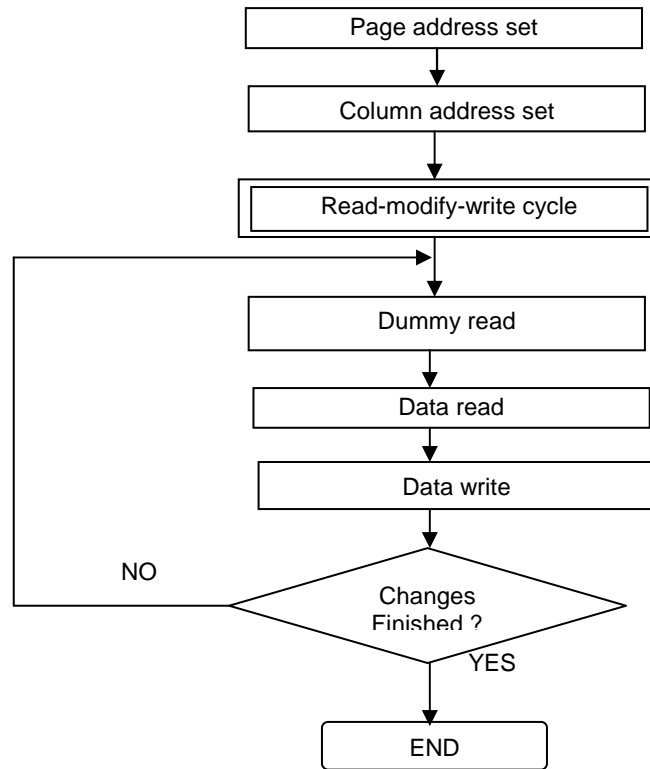 Page address set
Column address set
Read-modify-write cycle
Dummy read
Data read
Data write
NO
Changes
Finished ?
YES
END